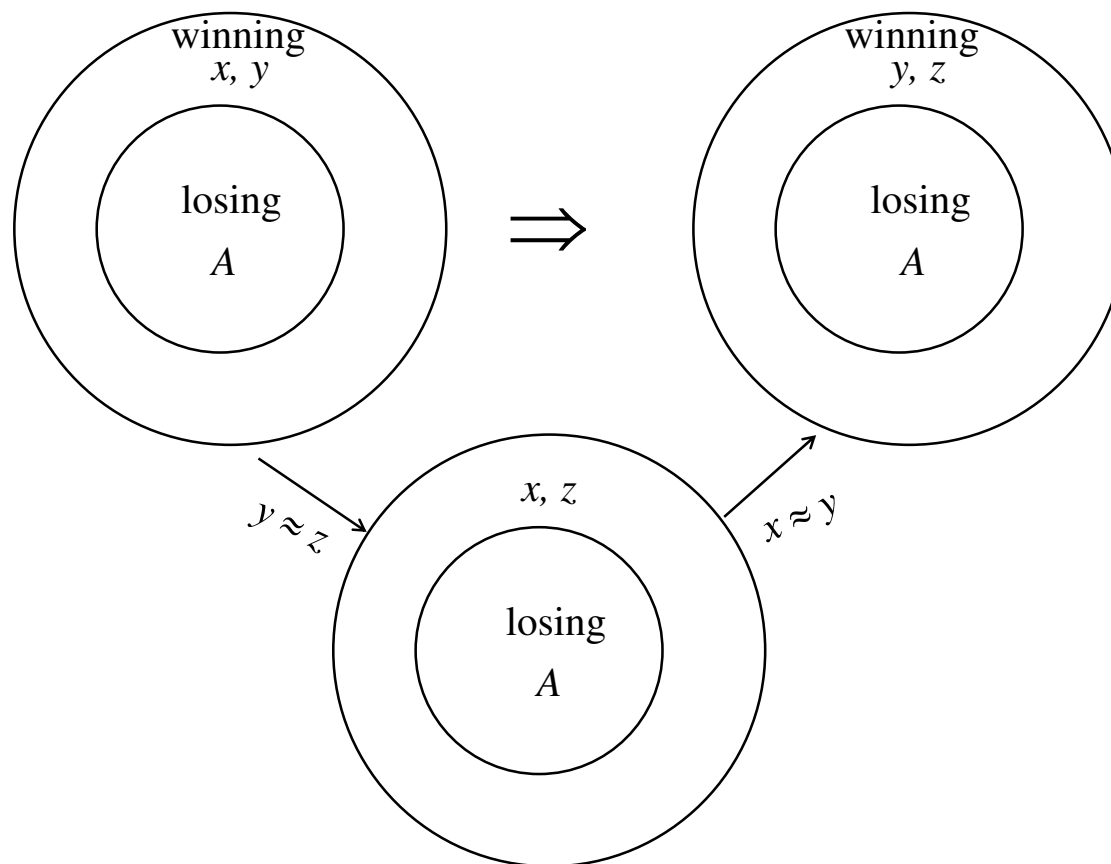 winning
x, y
losing
A
⇒
winning
y, z
losing
A
y ≈ z
x, z
losing
A
x ≈ y